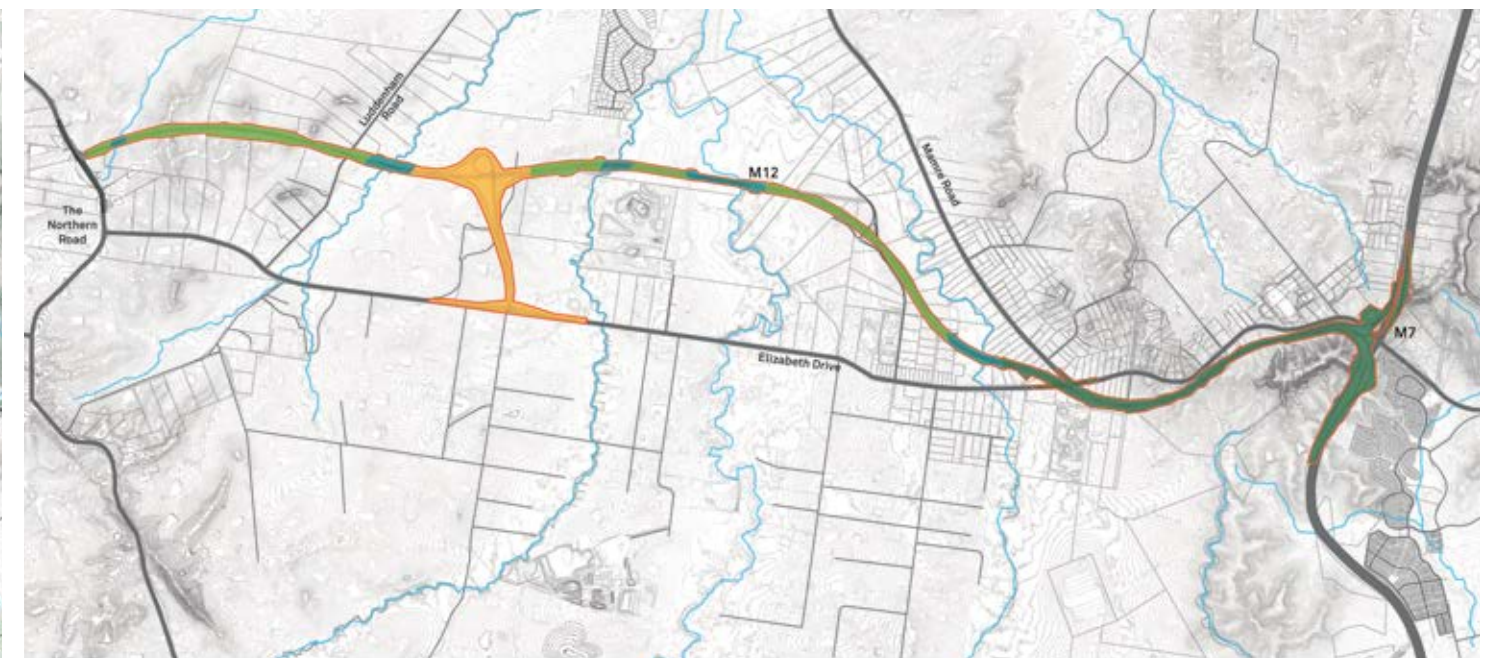 Luddenham
Road
The
Northern
Road
M12
Mamre Road
M7
Elizabeth Drive